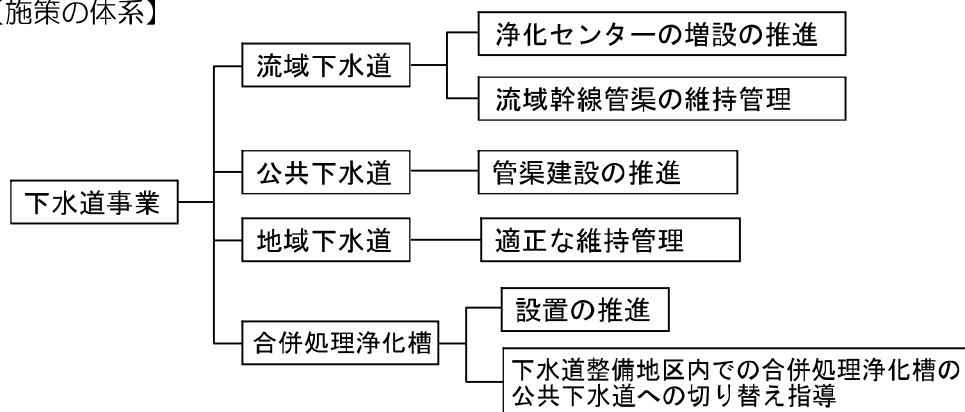 【施策の体系】
下水道事業
流域下水道
浄化センターの増設の推進
流域幹線管渠の維持管理
公共下水道
管渠建設の推進
地域下水道
適正な維持管理
合併処理浄化槽
設置の推進
下水道整備地区内での合併処理浄化槽の
公共下水道への切り替え指導